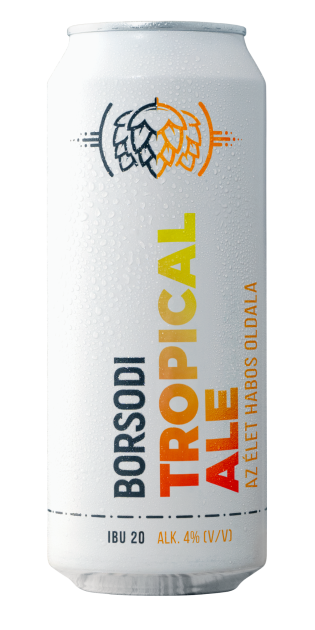 BORSODI
TROPICAL
ALE
AZ ÉLET HABOS OLDALA
IBU 20 ALK. 4% (V/V)